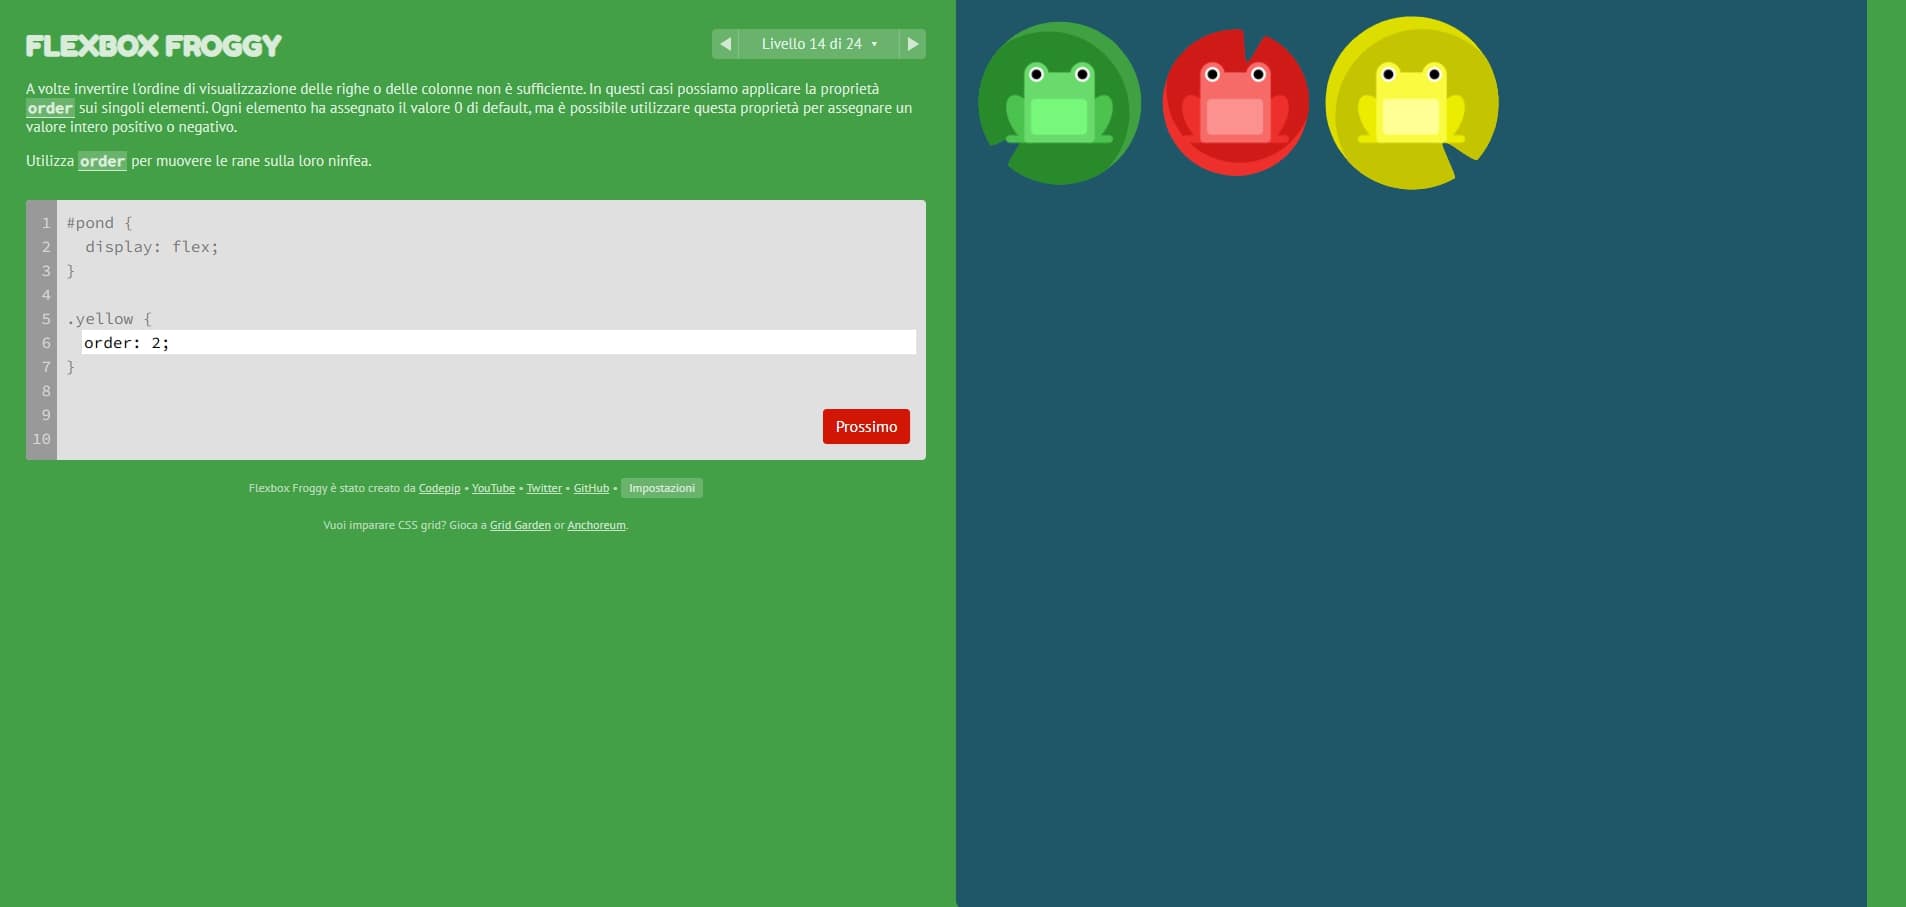 FLEXBOX FROGGY
Livello 14 di 24
A volte invertire l'ordine di visualizzazione delle righe o delle colonne non è sufficiente. In questi casi possiamo applicare la proprietà
order sui singoli elementi. Ogni elemento ha assegnato il valore 0 di default, ma è possibile utilizzare questa proprietà per assegnare un
valore intero positivo o negativo.
Utilizza order per muovere le rane sulla loro ninfea.
1 #pond {
2 display: flex;
3 }
4
5 .yellow {
6 order: 2;
7 }
8
9
10
Prossimo
Flexbox Froggy è stato creato da Codepip • YouTube • Twitter • GitHub • Impostazioni
Vuoi imparare CSS grid? Gioca a Grid Garden or Anchoreum.